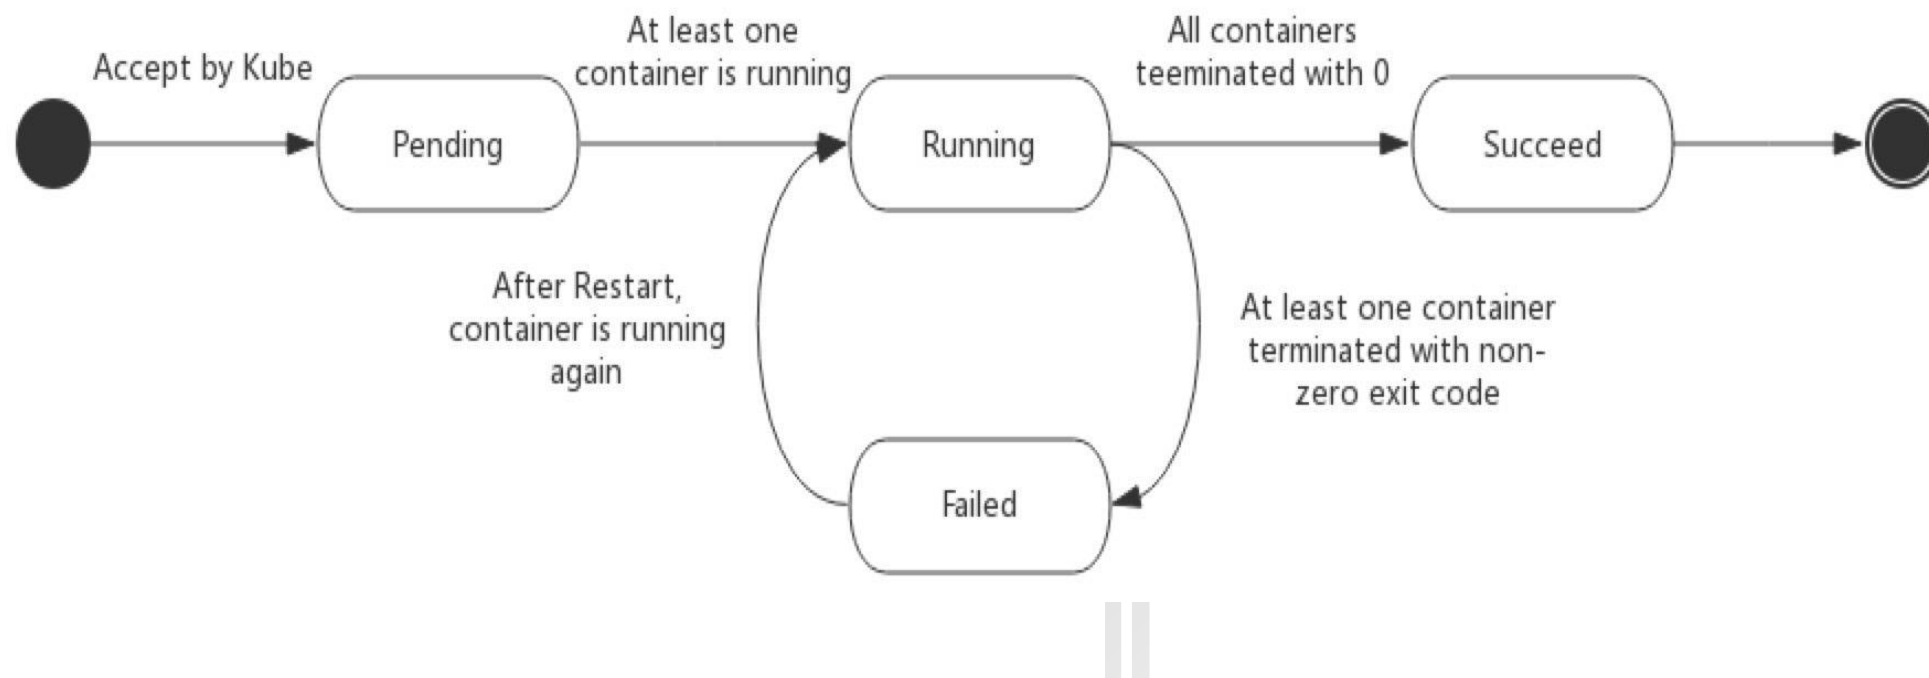 Accept by Kube
At least one
container is running
All containers
teeminated with 0
Pending
Running
Succeed
After Restart,
container is running
again
At least one container
terminated with non-
zero exit code
Failed